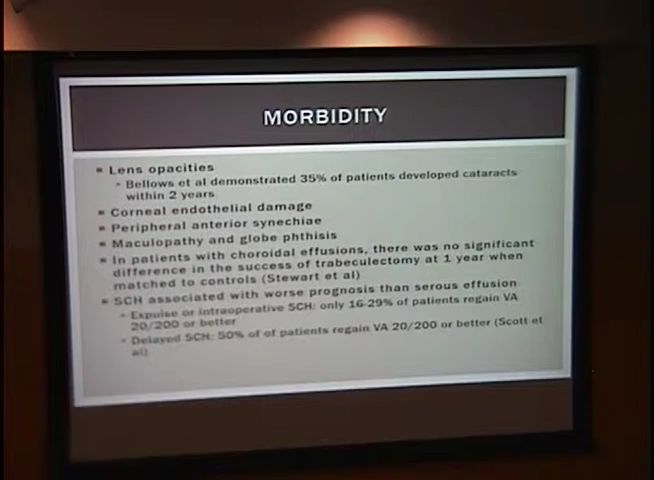 MORBIDITY
Lens opacities
Bellows et al demonstrated 35% of patients developed cataracts
within 2 years
Corneal endothelial damage
Peripheral anterior synechiae
Maculopathy and globe phthisis
In patients with choroidal effusions, there was no significant
difference in the success of trabeculectomy at 1 year when
matched to controls (Stewart et al)
SCH associated with worse prognosis than serous effusion
Expulse or intraoperative SCH: only 16-29% of patients regain VA
20/200 or better
Delayed SCH: 50% of of patients regain VA 20/200 or better (Scott et
al)